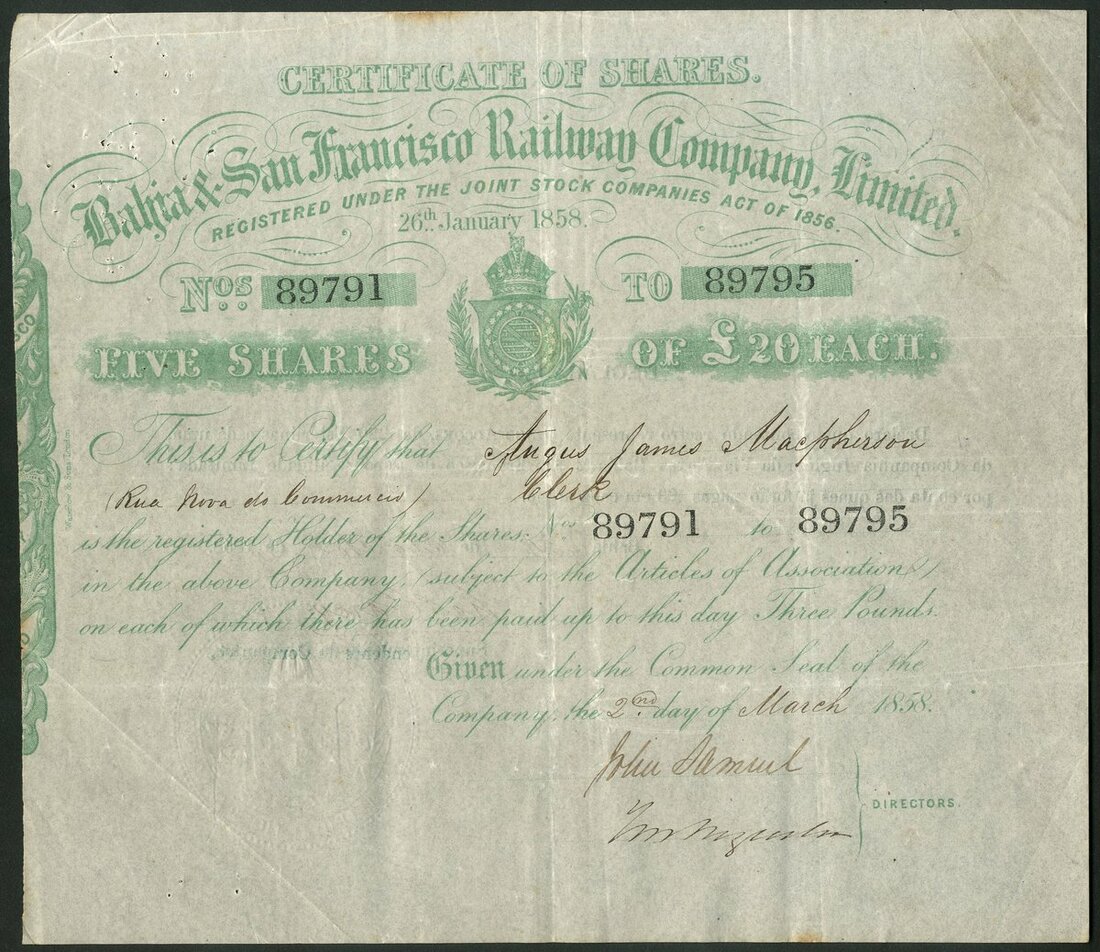 CERTIFICATE OF SHARES.
Bahia & San Francisco Railway Company, Limited.
REGISTERED UNDER THE JOINT STOCK COMPANIES ACT OF 1856.
26th January 1858.
Nos 89791 TO 89795
FIVE SHARES OF £20 EACH.
This is to Certify that Angus James Macpherson
(Rua Nova do Commercio) Clerk
is the registered Holder of the Shares. Nos 89791 to 89795
in the above Company, (subject to the Articles of Association,)
on each of which there has been paid up to this day Three Pounds.
Given under the Common Seal of the
Company, the 2nd day of March 1858.
John Samuel
DIRECTORS.
& Sons London